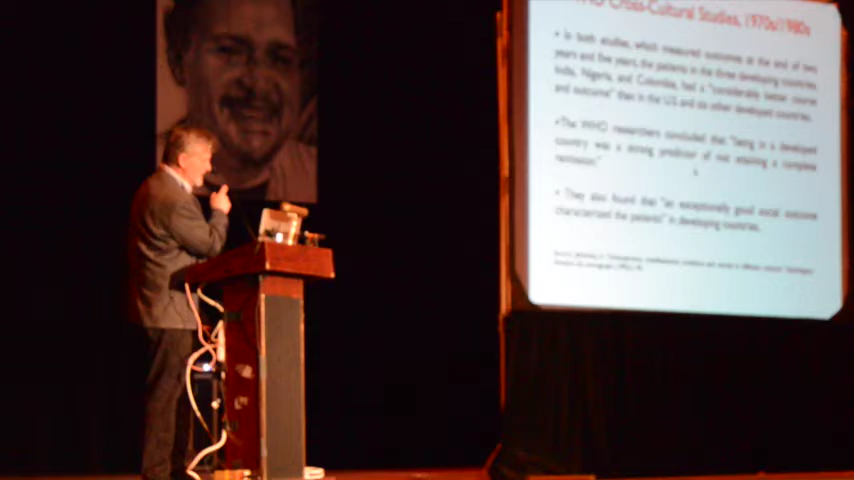 WHO Cross-Cultural Studies, 1970s/1980s
• In both studies, which measured outcomes at the end of two
years and five years, the patients in the three developing countries,
India, Nigeria, and Colombia, had a "considerably better course
and outcome" than in the U.S. and six other developed countries.
•The WHO researchers concluded that "being in a developed
country was a strong predictor of not attaining a complete
remission."
• They also found that "an exceptionally good social outcome
characterized the patients" in developing countries.